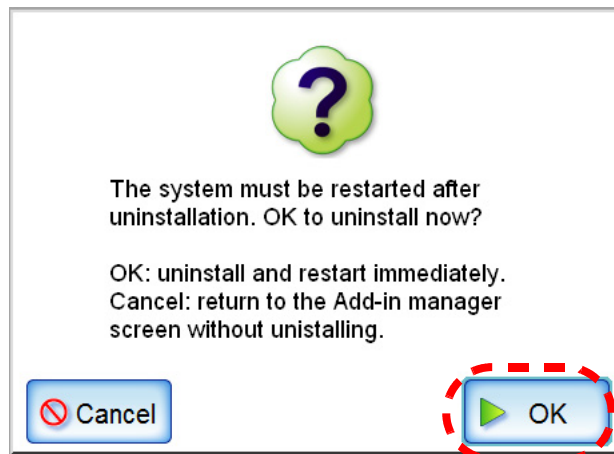 ?
The system must be restarted after
uninstallation. OK to uninstall now?
OK: uninstall and restart immediately.
Cancel: return to the Add-in manager
screen without unistalling.
Cancel
OK